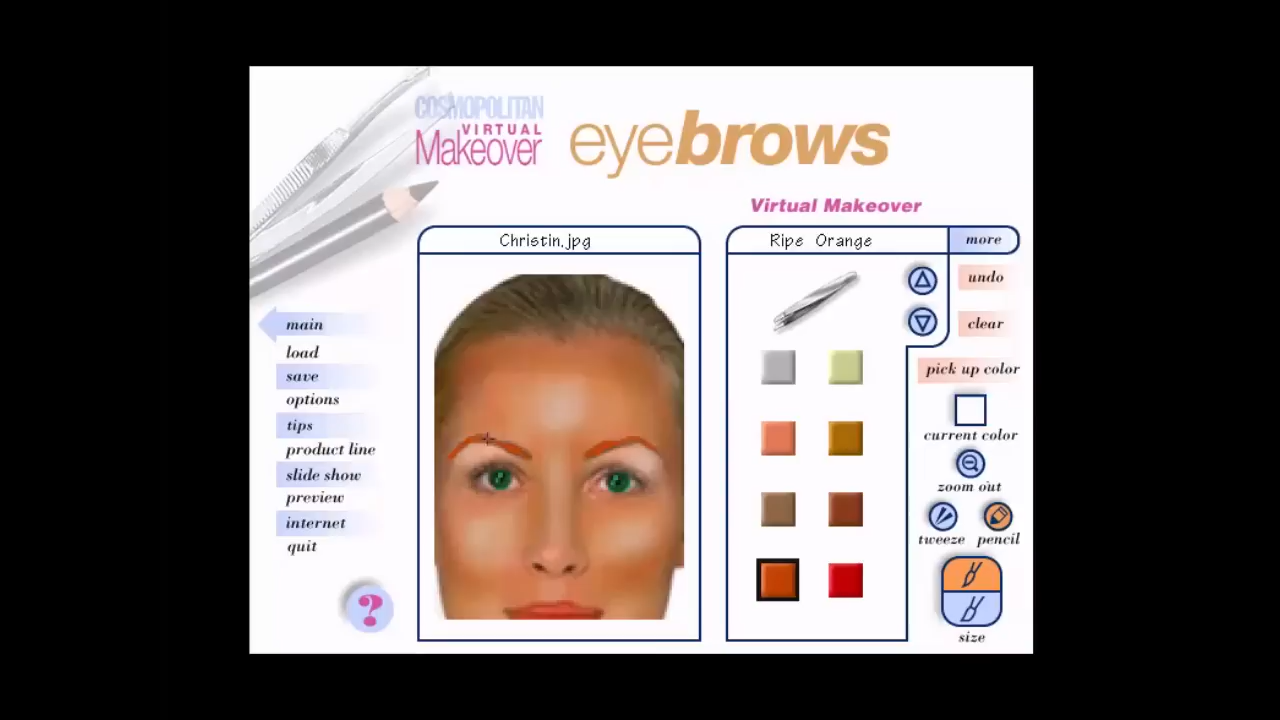 COSMOPOLITAN
VIRTUAL
Makeover
eyebrows
Virtual Makeover
Christin.jpg
Ripe Orange
more
undo
clear
pick up color
current color
zoom out
tweeze
pencil
size
main
load
save
options
tips
product line
slide show
preview
internet
quit
?